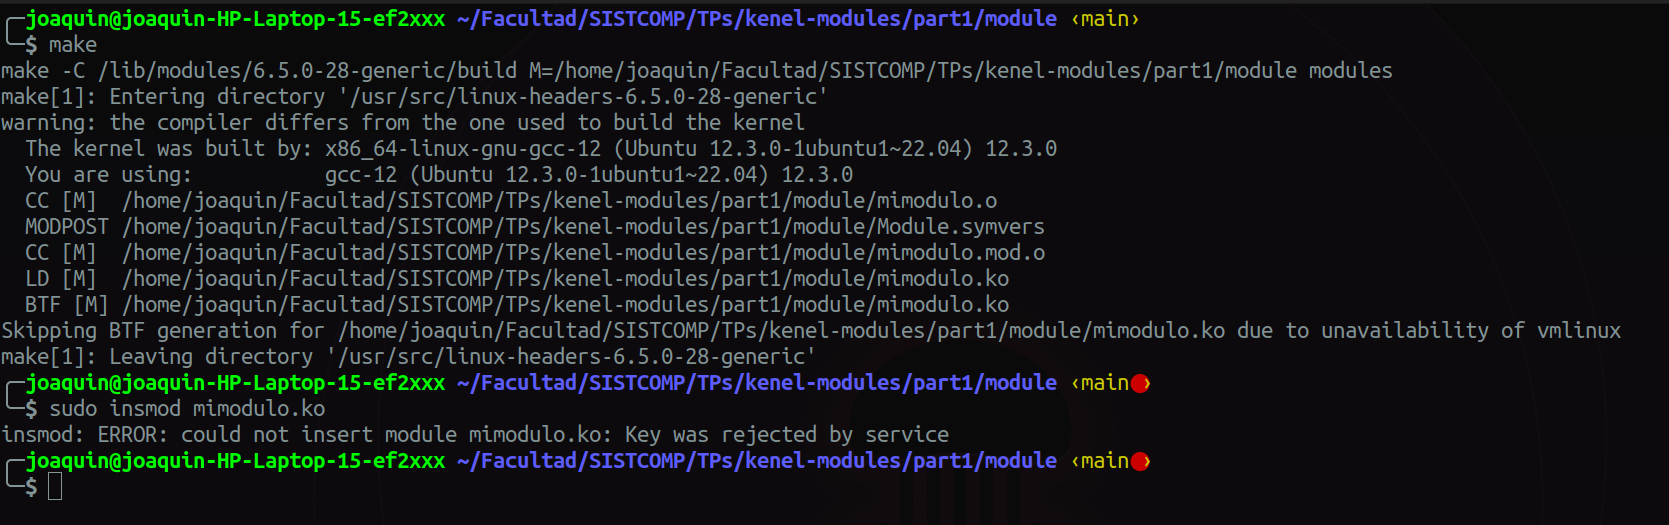 joaquin@joaquin-HP-Laptop-15-ef2xxx ~/Facultad/SISTCOMP/TPs/kenel-modules/part1/module ‹main›
$ make
make -C /lib/modules/6.5.0-28-generic/build M=/home/joaquin/Facultad/SISTCOMP/TPs/kenel-modules/part1/module modules
make[1]: Entering directory '/usr/src/linux-headers-6.5.0-28-generic'
warning: the compiler differs from the one used to build the kernel
  The kernel was built by: x86_64-linux-gnu-gcc-12 (Ubuntu 12.3.0-1ubuntu1~22.04) 12.3.0
  You are using:           gcc-12 (Ubuntu 12.3.0-1ubuntu1~22.04) 12.3.0
  CC [M]  /home/joaquin/Facultad/SISTCOMP/TPs/kenel-modules/part1/module/mimodulo.o
  MODPOST /home/joaquin/Facultad/SISTCOMP/TPs/kenel-modules/part1/module/Module.symvers
  CC [M]  /home/joaquin/Facultad/SISTCOMP/TPs/kenel-modules/part1/module/mimodulo.mod.o
  LD [M]  /home/joaquin/Facultad/SISTCOMP/TPs/kenel-modules/part1/module/mimodulo.ko
  BTF [M] /home/joaquin/Facultad/SISTCOMP/TPs/kenel-modules/part1/module/mimodulo.ko
Skipping BTF generation for /home/joaquin/Facultad/SISTCOMP/TPs/kenel-modules/part1/module/mimodulo.ko due to unavailability of vmlinux
make[1]: Leaving directory '/usr/src/linux-headers-6.5.0-28-generic'
joaquin@joaquin-HP-Laptop-15-ef2xxx ~/Facultad/SISTCOMP/TPs/kenel-modules/part1/module ‹main›
$ sudo insmod mimodulo.ko
insmod: ERROR: could not insert module mimodulo.ko: Key was rejected by service
joaquin@joaquin-HP-Laptop-15-ef2xxx ~/Facultad/SISTCOMP/TPs/kenel-modules/part1/module ‹main›
$